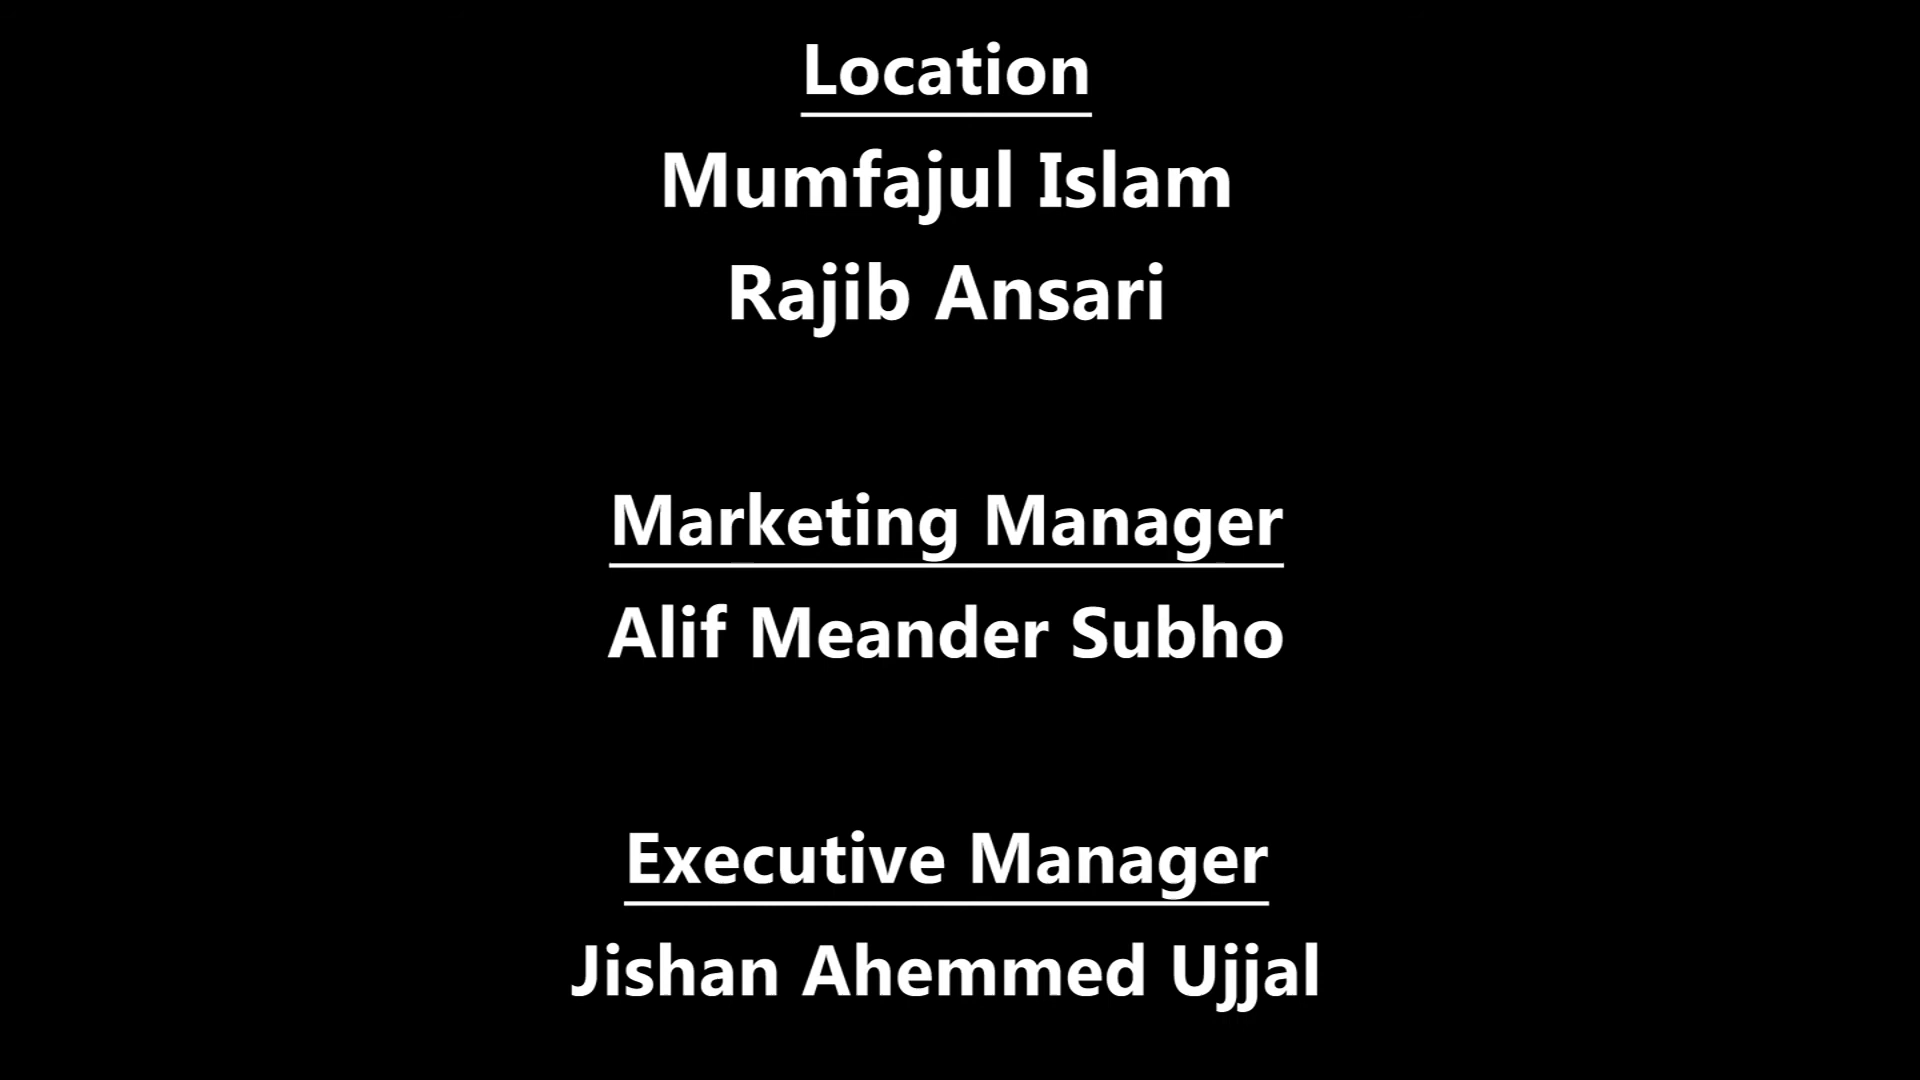 Location
Mumfajul Islam
Rajib Ansari
Marketing Manager
Alif Meander Subho
Executive Manager
Jishan Ahemmed Ujjal